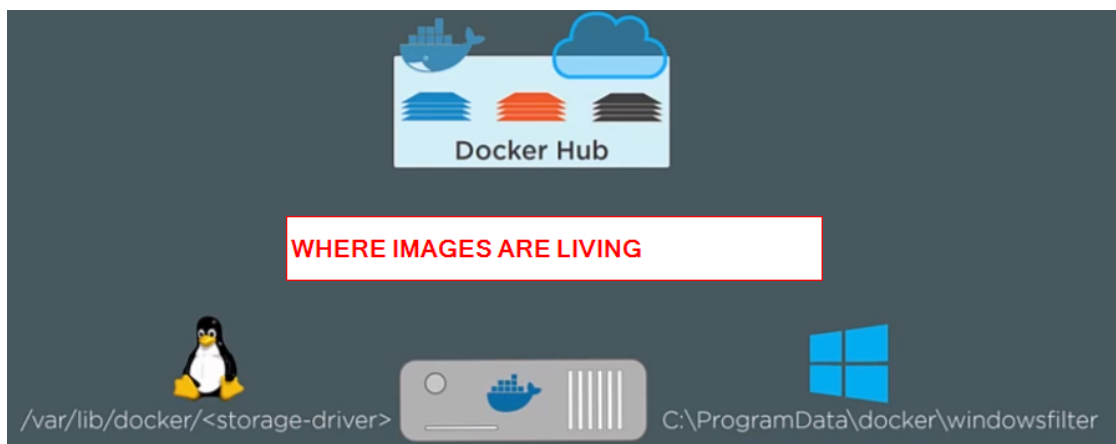 Docker Hub
WHERE IMAGES ARE LIVING
/var/lib/docker/<storage-driver>
C:\ProgramData\docker\windowsfilter